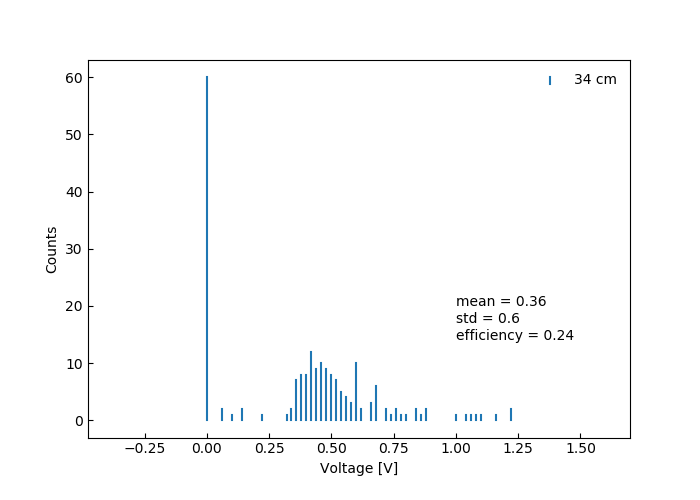 34 cm
60
50
40
30
20
10
0
Counts
mean = 0.36
std = 0.6
efficiency = 0.24
−0.25 0.00 0.25 0.50 0.75 1.00 1.25 1.50
Voltage [V]